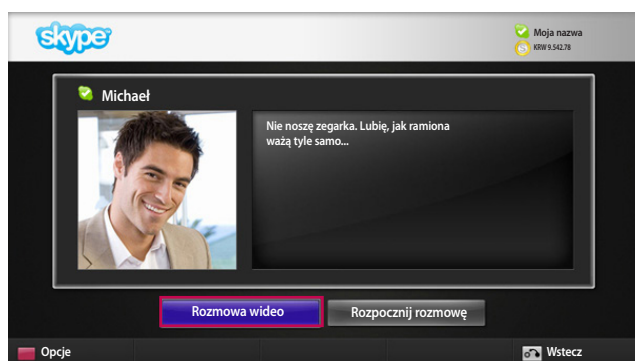 skype
Moja nazwa
KRW 9.542.78
Michaeł
Nie noszę zegarka. Lubię, jak ramiona
ważą tyle samo...
Rozmowa wideo
Rozpocznij rozmowę
Opcje
Wstecz